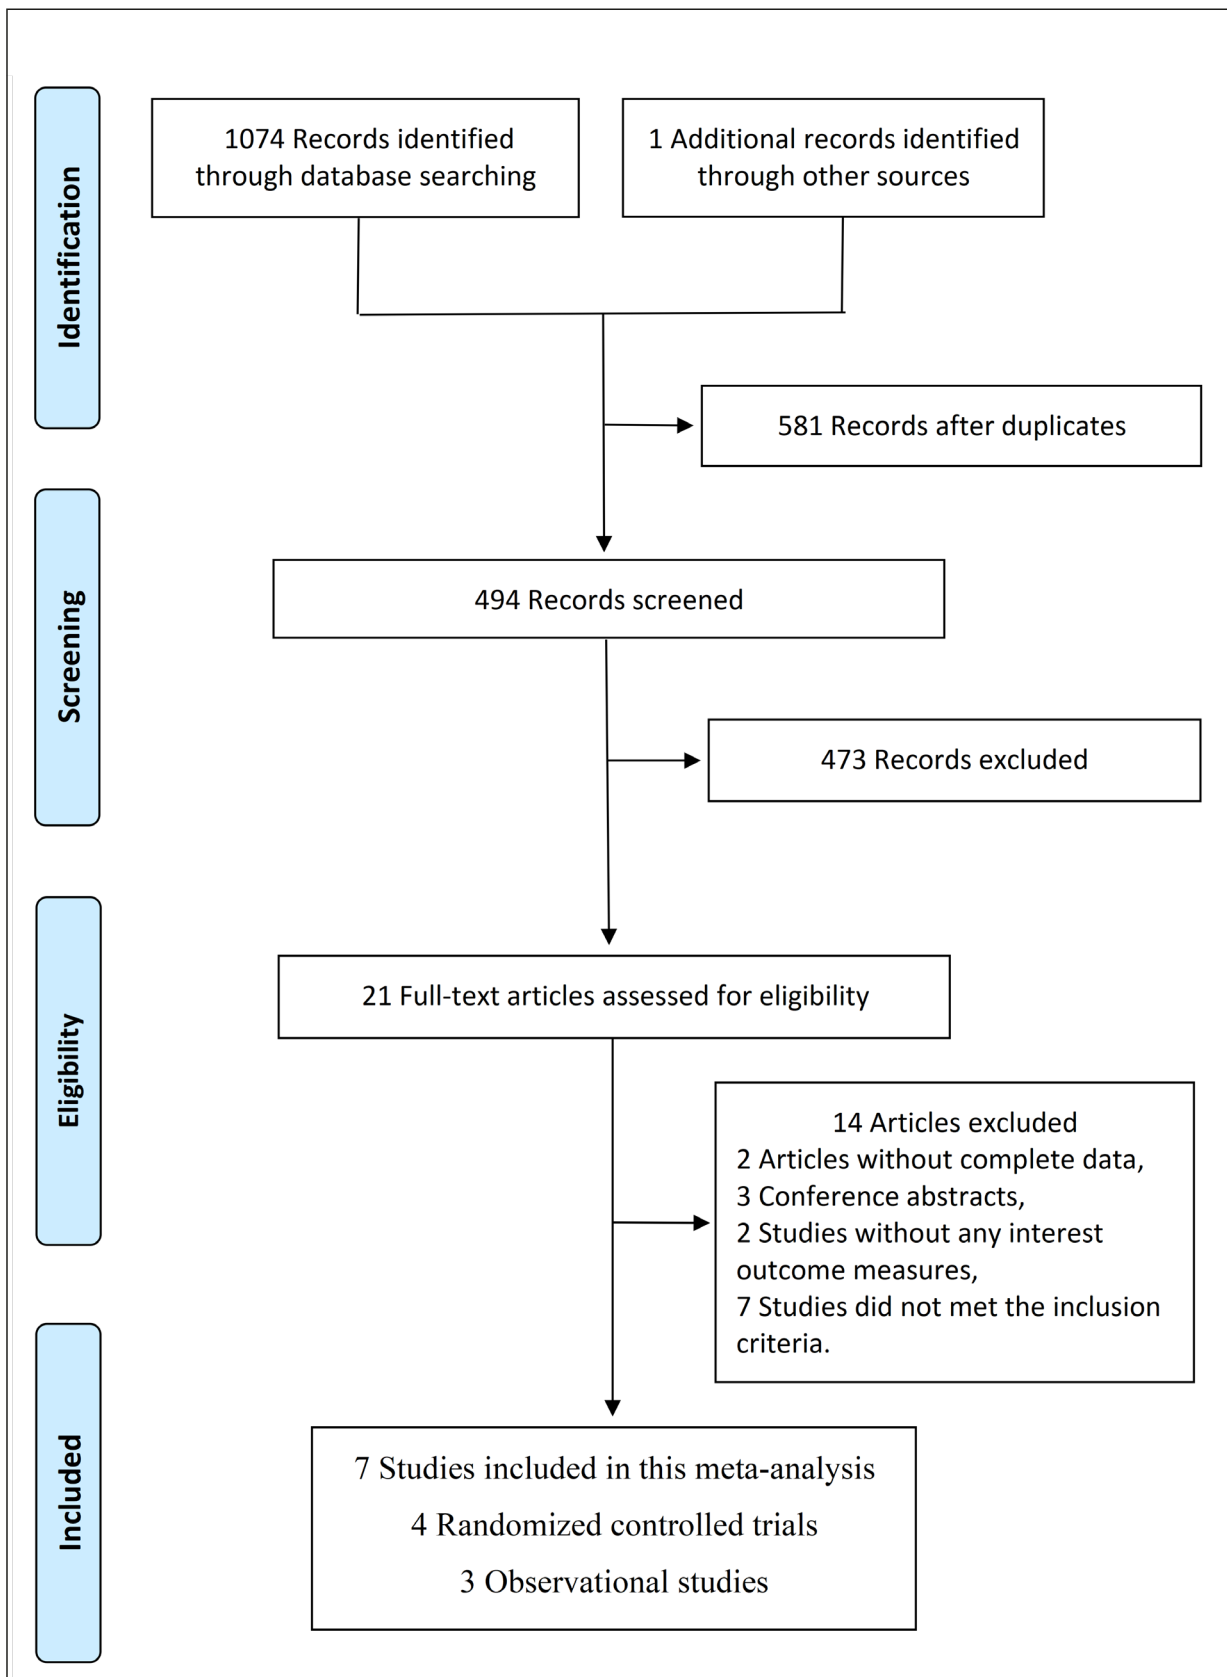 Identification
1074 Records identified
through database searching
1 Additional records identified
through other sources
581 Records after duplicates
Screening
494 Records screened
473 Records excluded
Eligibility
21 Full-text articles assessed for eligibility
14 Articles excluded
2 Articles without complete data,
3 Conference abstracts,
2 Studies without any interest
outcome measures,
7 Studies did not met the inclusion
criteria.
Included
7 Studies included in this meta-analysis
4 Randomized controlled trials
3 Observational studies